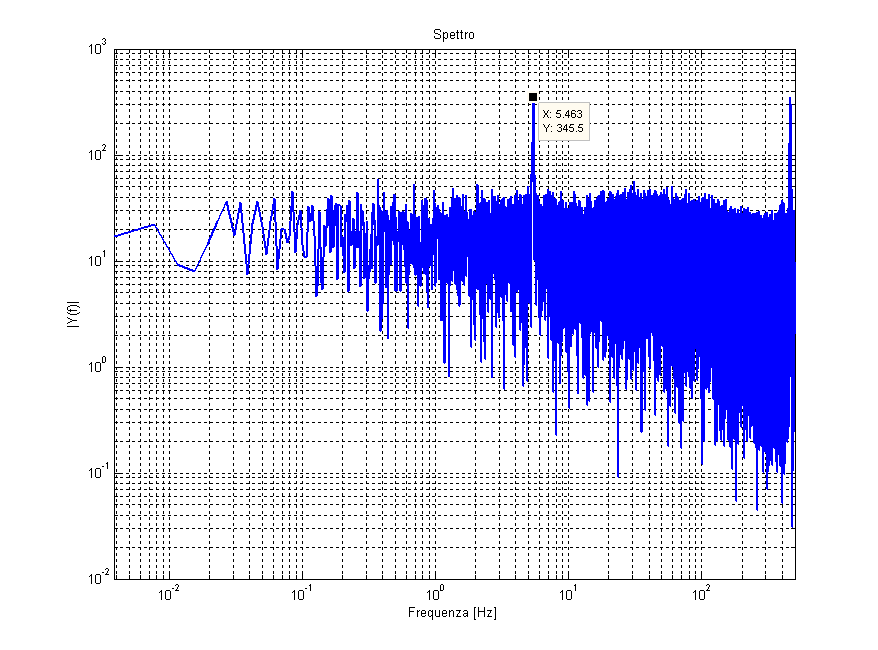 Spettro
10^3
10^2
10^1
10^0
10^-1
10^-2
|Y(f)|
X: 5.463
Y: 345.5
10^-2 10^-1 10^0 10^1 10^2
Frequenza [Hz]